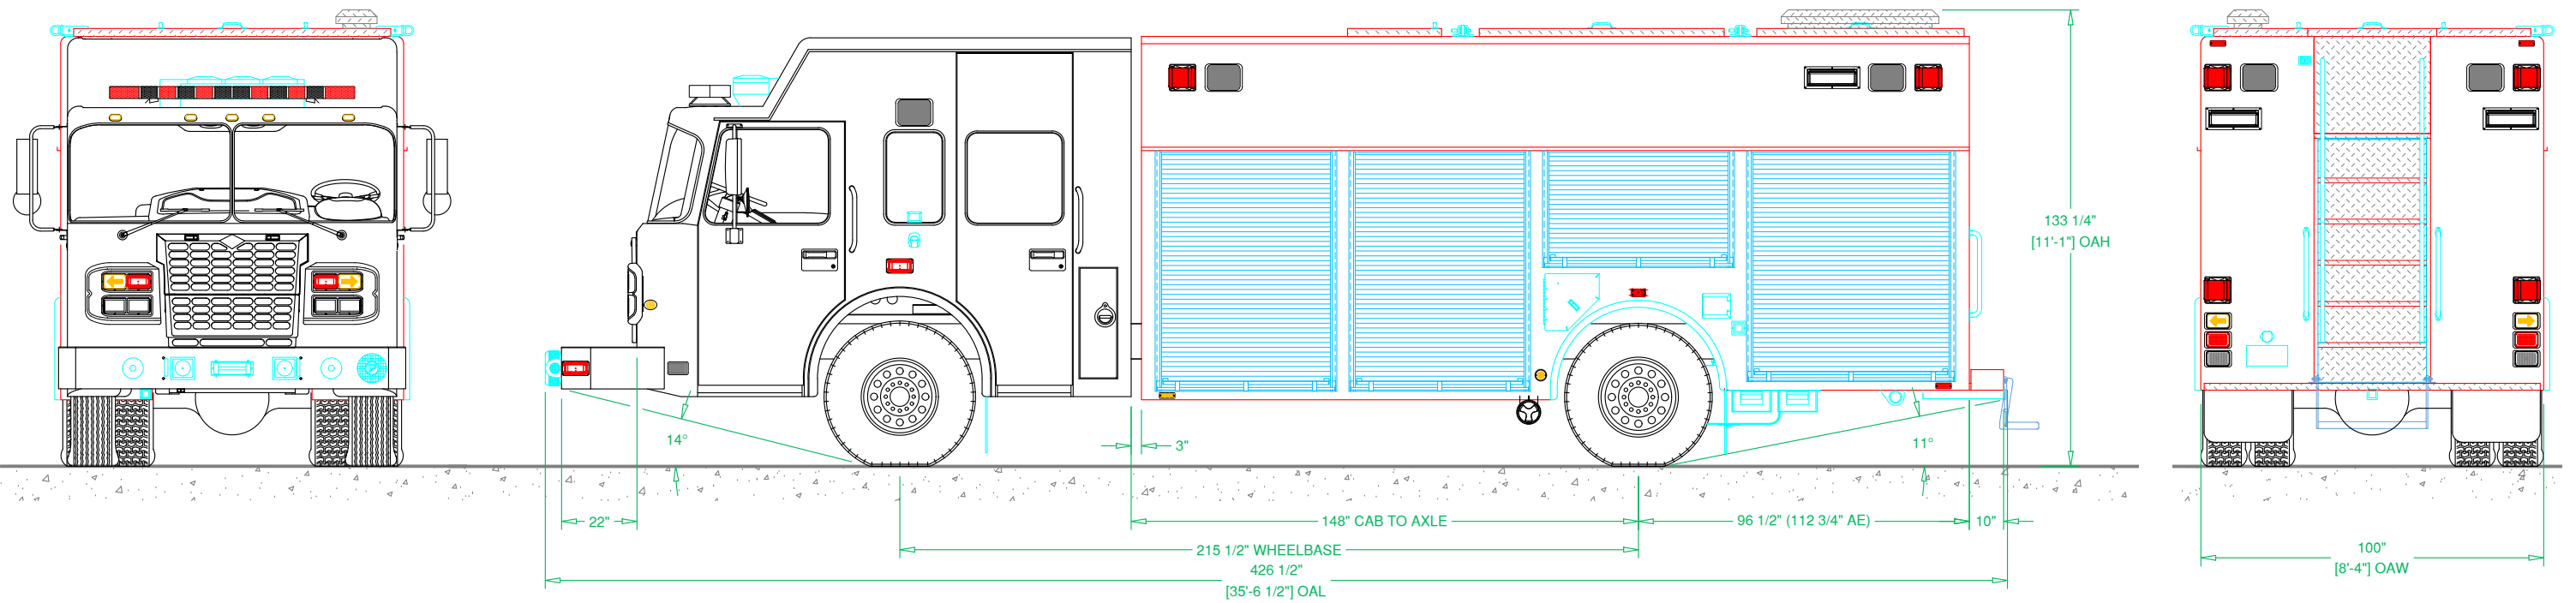 133 1/4"
[11'-1"] OAH
14°
3"
11°
22"
148" CAB TO AXLE
96 1/2" (112 3/4" AE)
10"
215 1/2" WHEELBASE
426 1/2"
[35'-6 1/2"] OAL
100"
[8'-4"] OAW